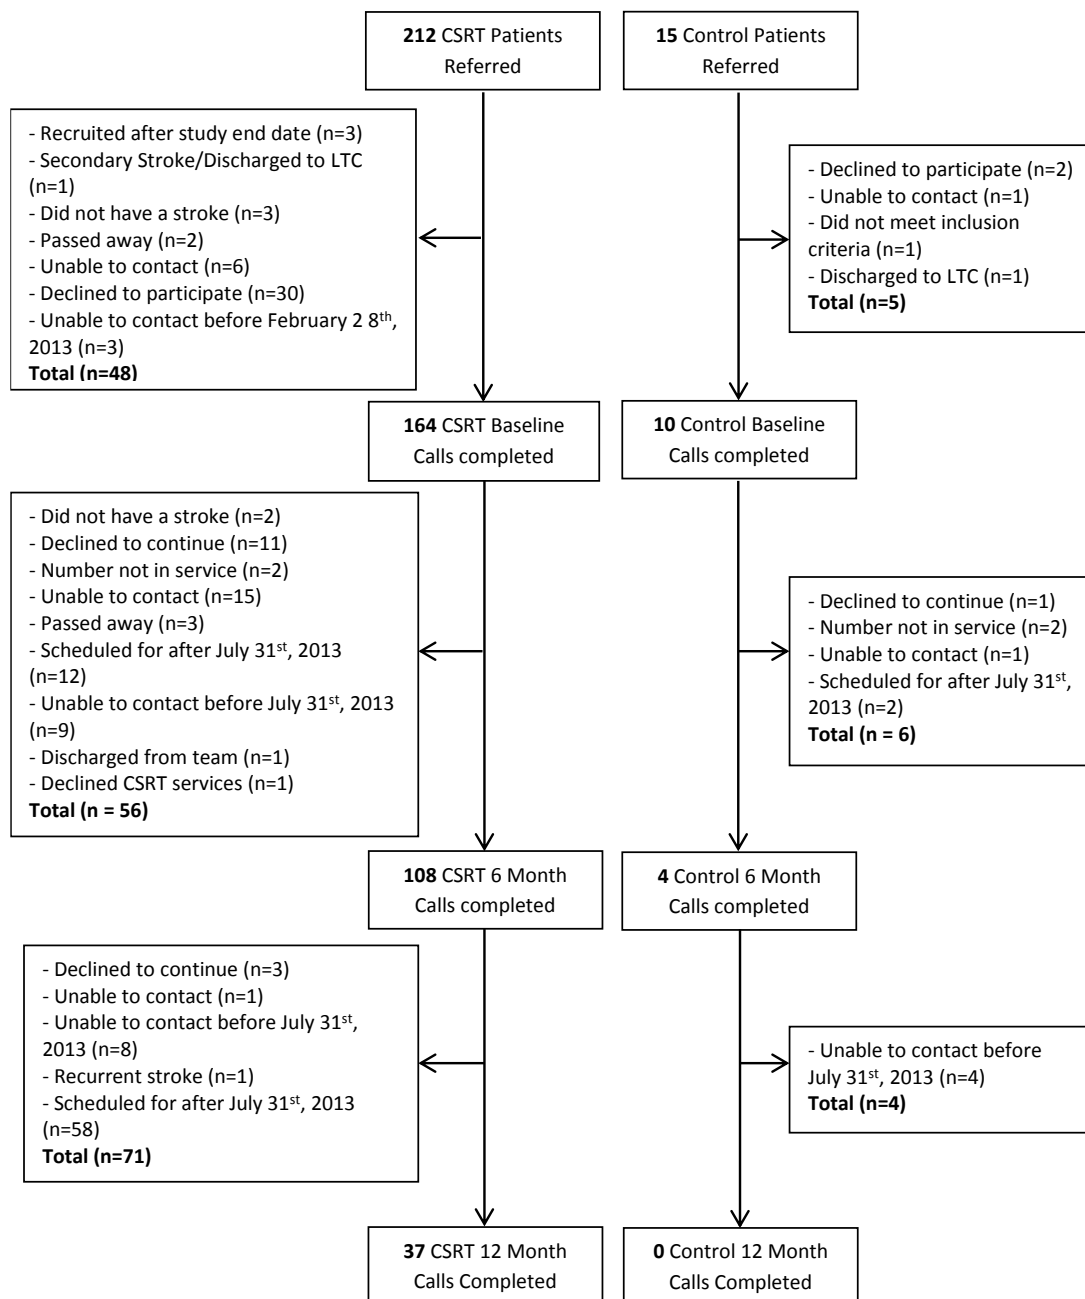 212 CSRT Patients
Referred
15 Control Patients
Referred
- Recruited after study end date (n=3)
- Secondary Stroke/Discharged to LTC
(n=1)
- Did not have a stroke (n=3)
- Passed away (n=2)
- Unable to contact (n=6)
- Declined to participate (n=30)
- Unable to contact before February 2 8th,
2013 (n=3)
Total (n=48)
- Declined to participate (n=2)
- Unable to contact (n=1)
- Did not meet inclusion
criteria (n=1)
- Discharged to LTC (n=1)
Total (n=5)
164 CSRT Baseline
Calls completed
10 Control Baseline
Calls completed
- Did not have a stroke (n=2)
- Declined to continue (n=11)
- Number not in service (n=2)
- Unable to contact (n=15)
- Passed away (n=3)
- Scheduled for after July 31st, 2013
(n=12)
- Unable to contact before July 31st, 2013
(n=9)
- Discharged from team (n=1)
- Declined CSRT services (n=1)
Total (n = 56)
- Declined to continue (n=1)
- Number not in service (n=2)
- Unable to contact (n=1)
- Scheduled for after July 31st,
2013 (n=2)
Total (n = 6)
108 CSRT 6 Month
Calls completed
4 Control 6 Month
Calls completed
- Declined to continue (n=3)
- Unable to contact (n=1)
- Unable to contact before July 31st,
2013 (n=8)
- Recurrent stroke (n=1)
- Scheduled for after July 31st, 2013
(n=58)
Total (n=71)
- Unable to contact before
July 31st, 2013 (n=4)
Total (n=4)
37 CSRT 12 Month
Calls Completed
0 Control 12 Month
Calls Completed